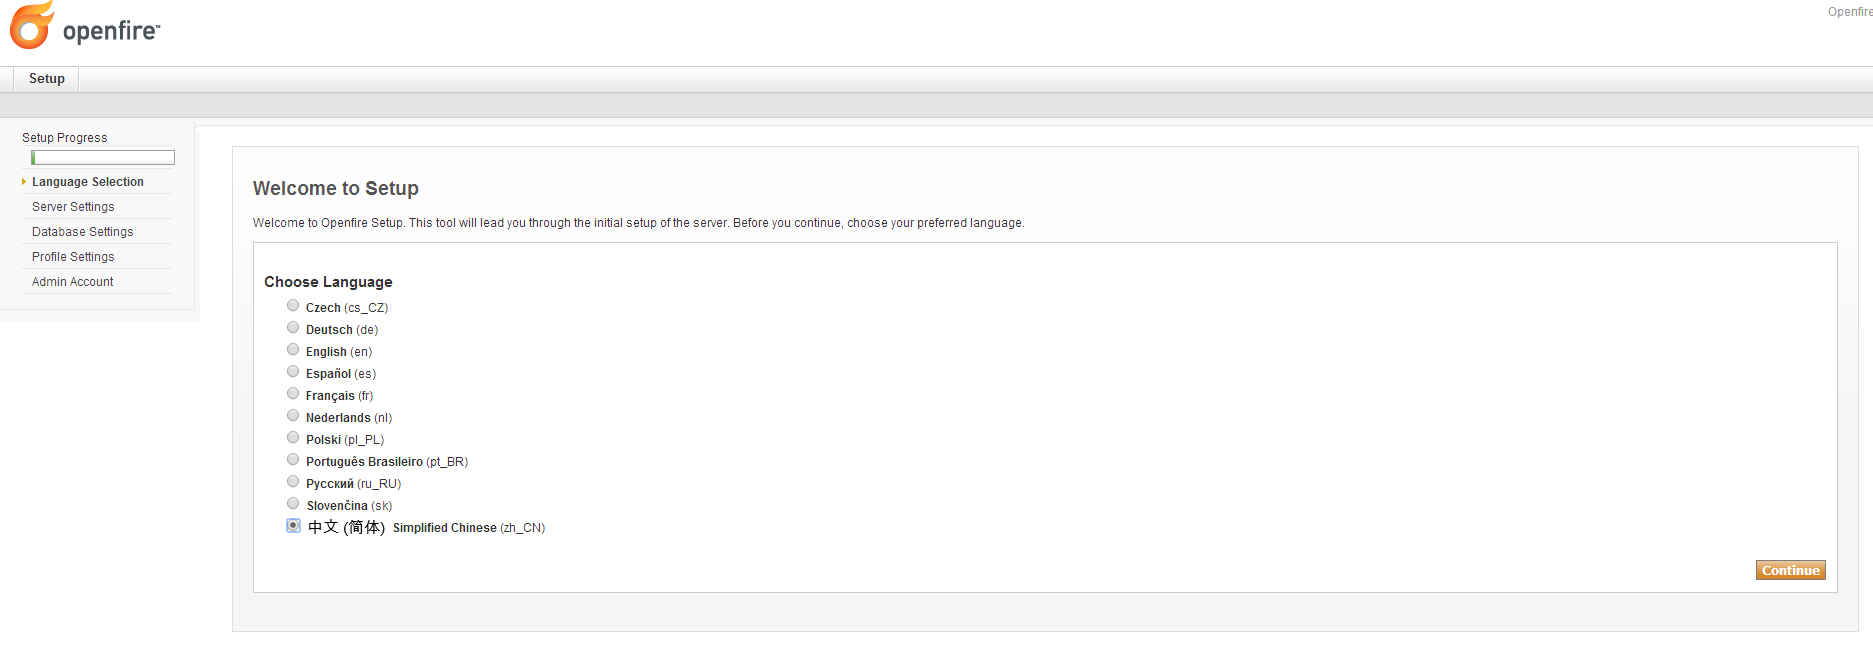 openfire™
Openfire
Setup
Setup Progress
Language Selection
Server Settings
Database Settings
Profile Settings
Admin Account
Welcome to Setup
Welcome to Openfire Setup. This tool will lead you through the initial setup of the server. Before you continue, choose your preferred language.
Choose Language
Czech (cs_CZ)
Deutsch (de)
English (en)
Español (es)
Français (fr)
Nederlands (nl)
Polski (pl_PL)
Português Brasileiro (pt_BR)
Русский (ru_RU)
Slovenčina (sk)
中文 (简体) Simplified Chinese (zh_CN)
Continue